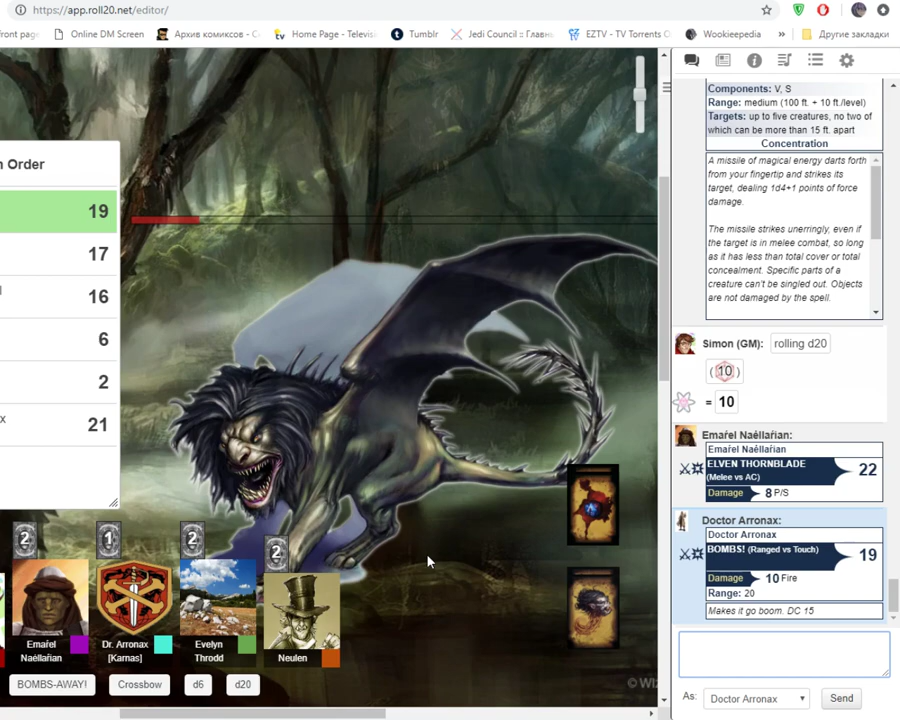 https://app.roll20.net/editor/
front page
Online DM Screen
Архив комиксов - С
Home Page - Televisi
Tumblr
Jedi Council :: Главн
EZTV - TV Torrents O
Wookieepedia
»
Другие закладки
n Order
19
17
16
6
2
x
21
Components: V, S
Range: medium (100 ft. + 10 ft./level)
Targets: up to five creatures, no two of
which can be more than 15 ft. apart
Concentration
A missile of magical energy darts forth
from your fingertip and strikes its
target, dealing 1d4+1 points of force
damage.
The missile strikes unerringly, even if
the target is in melee combat, so long
as it has less than total cover or total
concealment. Specific parts of a
creature can't be singled out. Objects
are not damaged by the spell.
Simon (GM): rolling d20
(10)
= 10
Emařel Naëllařian:
Emařel Naëllařian
ELVEN THORNBLADE
(Melee vs AC)
22
Damage 8 P/S
Doctor Arronax:
Doctor Arronax
BOMBS! (Ranged vs Touch)
19
Damage 10 Fire
Range: 20
Makes it go boom. DC 15
2
1
2
2
Emařel
Naëllařian
Dr. Arronax
[Karnas]
Evelyn
Throdd
Neulen
BOMBS-AWAY!
Crossbow
d6
d20
© Wi
As:
Doctor Arronax
Send